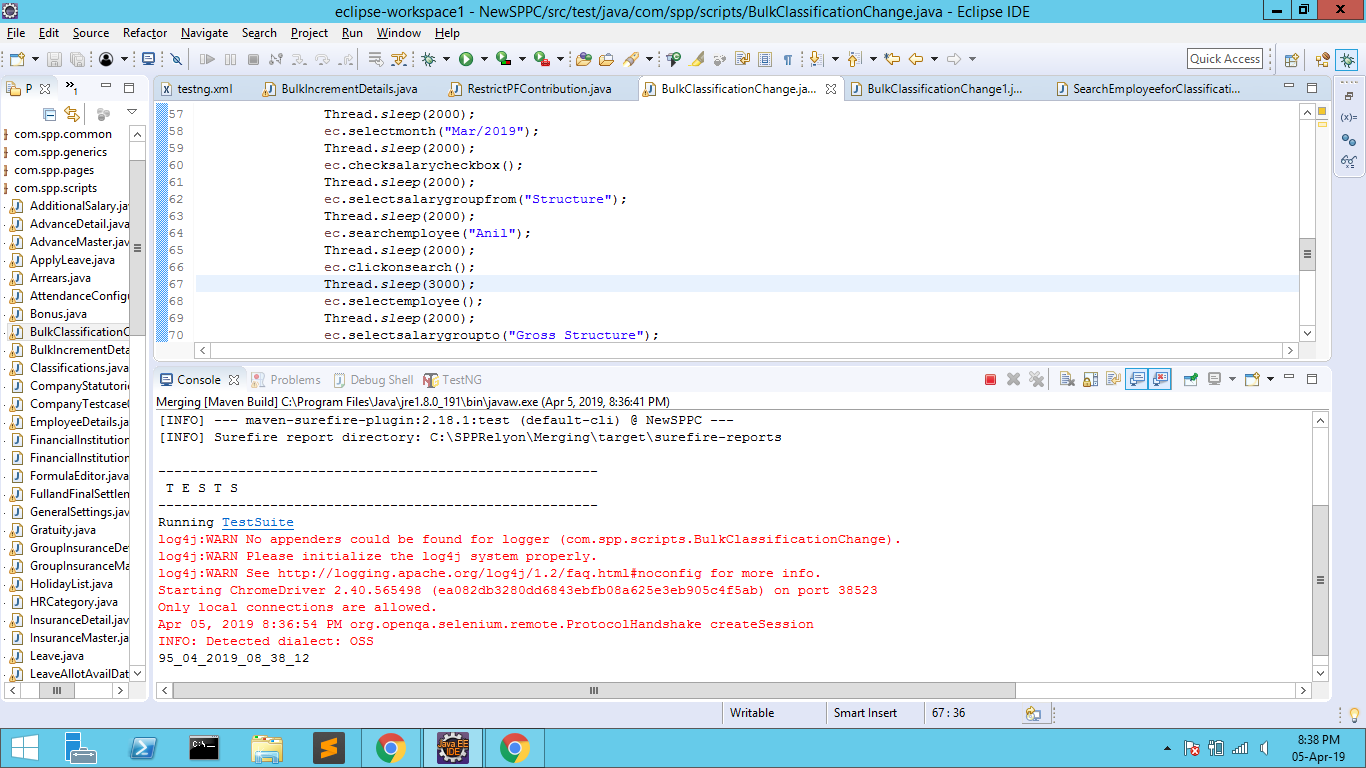 eclipse-workspace1 - NewSPPC/src/test/java/com/spp/scripts/BulkClassificationChange.java - Eclipse IDE
File Edit Source Refactor Navigate Search Project Run Window Help
Quick Access
P
testng.xml
BulkIncrementDetails.java
RestrictPFContribution.java
BulkClassificationChange.ja...
BulkClassificationChange1.j...
SearchEmployeeforClassificati...
com.spp.common
com.spp.generics
com.spp.pages
com.spp.scripts
AdditionalSalary.jav
AdvanceDetail.java
AdvanceMaster.java
ApplyLeave.java
Arrears.java
AttendanceConfigu
Bonus.java
BulkClassificationC
BulkIncrementDeta
Classifications.java
CompanyStatutorie
CompanyTestcase
EmployeeDetails.ja
FinancialInstitution
FinancialInstitution
FormulaEditor.java
FullandFinalSettlem
GeneralSettings.jav
Gratuity.java
GroupInsuranceDe
GroupInsuranceMa
HolidayList.java
HRCategory.java
InsuranceDetail.java
InsuranceMaster.ja
Leave.java
LeaveAllotAvailDat
57 Thread.sleep(2000);
58 ec.selectmonth("Mar/2019");
59 Thread.sleep(2000);
60 ec.checksalarycheckbox();
61 Thread.sleep(2000);
62 ec.selectsalarygroupfrom("Structure");
63 Thread.sleep(2000);
64 ec.searchemployee("Anil");
65 Thread.sleep(2000);
66 ec.clickonsearch();
67 Thread.sleep(3000);
68 ec.selectemployee();
69 Thread.sleep(2000);
70 ec.selectsalarygroupto("Gross Structure");
Console Problems Debug Shell TestNG
Merging [Maven Build] C:\Program Files\Java\jre1.8.0_191\bin\javaw.exe (Apr 5, 2019, 8:36:41 PM)
[INFO] --- maven-surefire-plugin:2.18.1:test (default-cli) @ NewSPPC ---
[INFO] Surefire report directory: C:\SPPRelyon\Merging\target\surefire-reports
-------------------------------------------------------
T E S T S
-------------------------------------------------------
Running TestSuite
log4j:WARN No appenders could be found for logger (com.spp.scripts.BulkClassificationChange).
log4j:WARN Please initialize the log4j system properly.
log4j:WARN See http://logging.apache.org/log4j/1.2/faq.html#noconfig for more info.
Starting ChromeDriver 2.40.565498 (ea082db3280dd6843ebfb08a625e3eb905c4f5ab) on port 38523
Only local connections are allowed.
Apr 05, 2019 8:36:54 PM org.openqa.selenium.remote.ProtocolHandshake createSession
INFO: Detected dialect: OSS
95_04_2019_08_38_12
Writable Smart Insert 67 : 36
8:38 PM
05-Apr-19